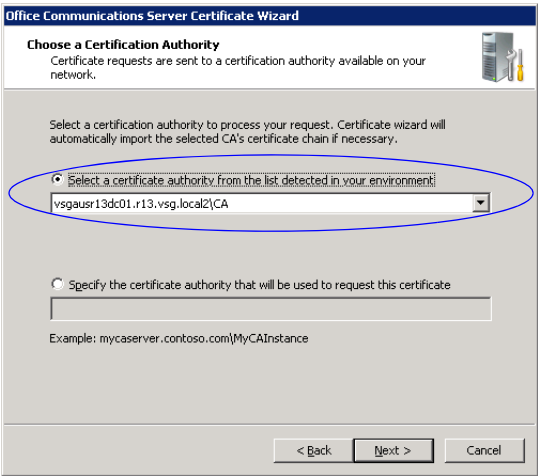 Office Communications Server Certificate Wizard
Choose a Certification Authority
Certificate requests are sent to a certification authority available on your
network.
Select a certification authority to process your request. Certificate wizard will
automatically import the selected CA's certificate chain if necessary.
Select a certificate authority from the list detected in your environment
vsgausr13dc01.r13.vsg.local2\CA
Specify the certificate authority that will be used to request this certificate
Example: mycaserver.contoso.com\MyCAInstance
< Back
Next >
Cancel